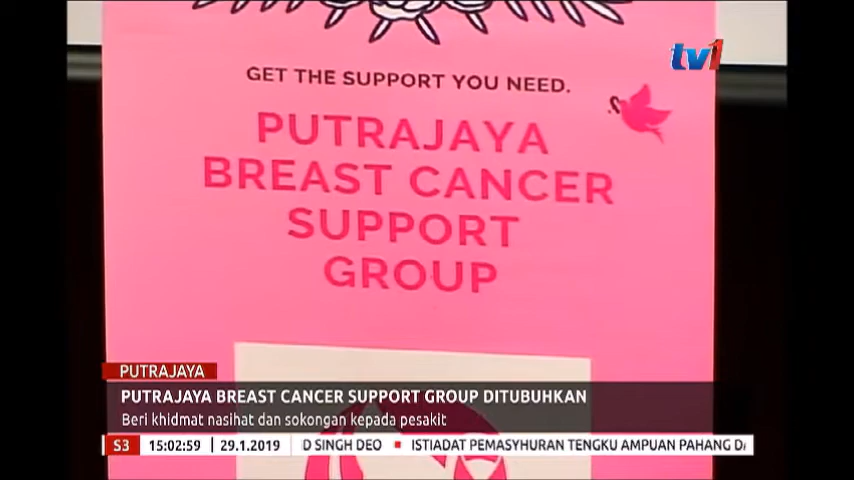 tv1
GET THE SUPPORT YOU NEED.
PUTRAJAYA
BREAST CANCER
SUPPORT
GROUP
PUTRAJAYA
PUTRAJAYA BREAST CANCER SUPPORT GROUP DITUBUHKAN
Beri khidmat nasihat dan sokongan kepada pesakit
S3 15:02:59 29.1.2019 D SINGH DEO ISTIADAT PEMASYHURAN TENGKU AMPUAN PAHANG